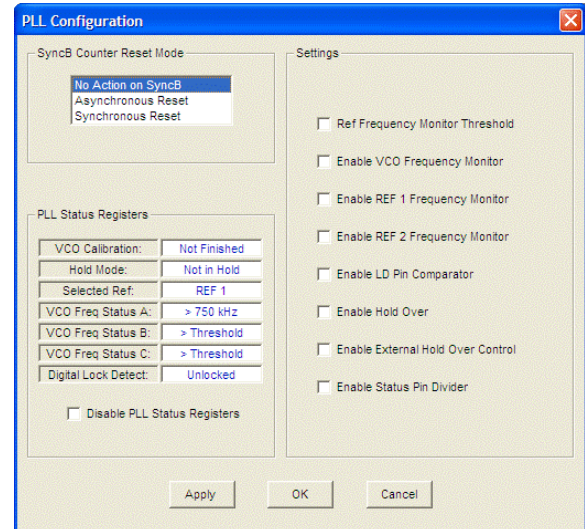 PLL Configuration
SyncB Counter Reset Mode
No Action on SyncB
Asynchronous Reset
Synchronous Reset
PLL Status Registers
VCO Calibration: Not Finished
Hold Mode: Not in Hold
Selected Ref: REF 1
VCO Freq Status A: > 750 kHz
VCO Freq Status B: > Threshold
VCO Freq Status C: > Threshold
Digital Lock Detect: Unlocked
Disable PLL Status Registers
Settings
Ref Frequency Monitor Threshold
Enable VCO Frequency Monitor
Enable REF 1 Frequency Monitor
Enable REF 2 Frequency Monitor
Enable LD Pin Comparator
Enable Hold Over
Enable External Hold Over Control
Enable Status Pin Divider
Apply OK Cancel